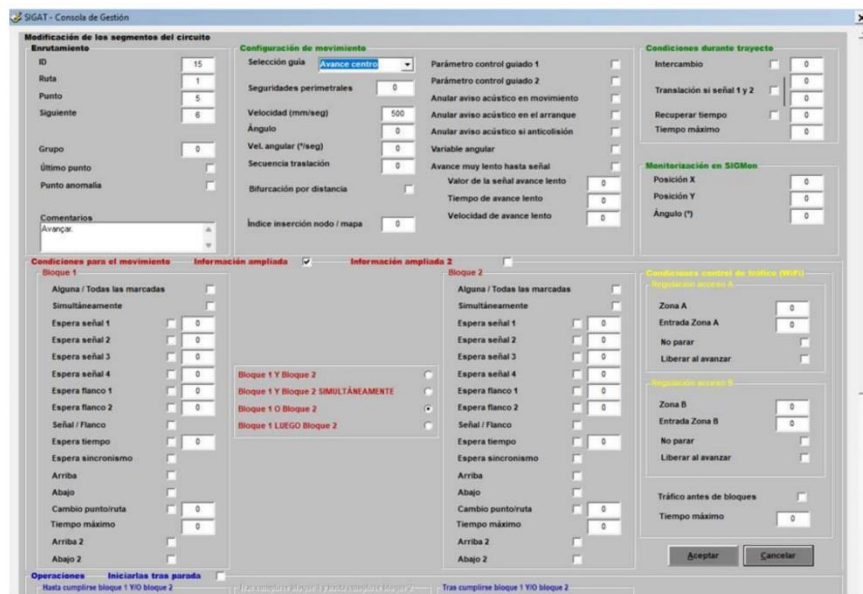 SIGAT - Consola de Gestión
Modificación de los segmentos del circuito
Enrutamiento
ID 15
Ruta 1
Punto 5
Siguiente 6
Grupo 0
Último punto
Punto anomalía
Comentarios
Avançar.
Configuración de movimiento
Selección guía Avance centro
Seguridades perimetrales 0
Velocidad (mm/seg) 500
Ángulo 0
Vel. angular (º/seg) 0
Secuencia traslación 0
Bifurcación por distancia
Índice inserción nodo / mapa 0
Parámetro control guiado 1
Parámetro control guiado 2
Anular aviso acústico en movimiento
Anular aviso acústico en el arranque
Anular aviso acústico si anticolisión
Variable angular
Avance muy lento hasta señal
Valor de la señal avance lento 0
Tiempo de avance lento 0
Velocidad de avance lento 0
Condiciones durante trayecto
Intercambio 0
0
Translación si señal 1 y 2
0
Recuperar tiempo 0
Tiempo máximo 0
Monitorización en SIGMon
Posición X 0
Posición Y 0
Ángulo (º) 0
Condiciones para el movimiento Información ampliada Información ampliada 2
Bloque 1
Alguna / Todas las marcadas
Simultáneamente
Espera señal 1 0
Espera señal 2 0
Espera señal 3 0
Espera señal 4 0
Espera flanco 1 0
Espera flanco 2 0
Señal / Flanco
Espera tiempo 0
Espera sincronismo
Arriba
Abajo
Cambio punto/ruta 0
Tiempo máximo 0
Arriba 2
Abajo 2
Bloque 1 Y Bloque 2
Bloque 1 Y Bloque 2 SIMULTÁNEAMENTE
Bloque 1 O Bloque 2
Bloque 1 LUEGO Bloque 2
Bloque 2
Alguna / Todas las marcadas
Simultáneamente
Espera señal 1 0
Espera señal 2 0
Espera señal 3 0
Espera señal 4 0
Espera flanco 1 0
Espera flanco 2 0
Señal / Flanco
Espera tiempo 0
Espera sincronismo
Arriba
Abajo
Cambio punto/ruta 0
Tiempo máximo 0
Arriba 2
Abajo 2
Condiciones control de tráfico (WiFi)
Regulación acceso A
Zona A 0
Entrada Zona A 0
No parar
Liberar al avanzar
Regulación acceso B
Zona B 0
Entrada Zona B 0
No parar
Liberar al avanzar
Tráfico antes de bloques
Tiempo máximo 0
Aceptar Cancelar
Operaciones Iniciarlas tras parada
Hasta cumplirse bloque 1 Y/O bloque 2
Tras cumplirse bloque 1 y hasta cumplirse bloque 2
Tras cumplirse bloque 1 Y/O bloque 2